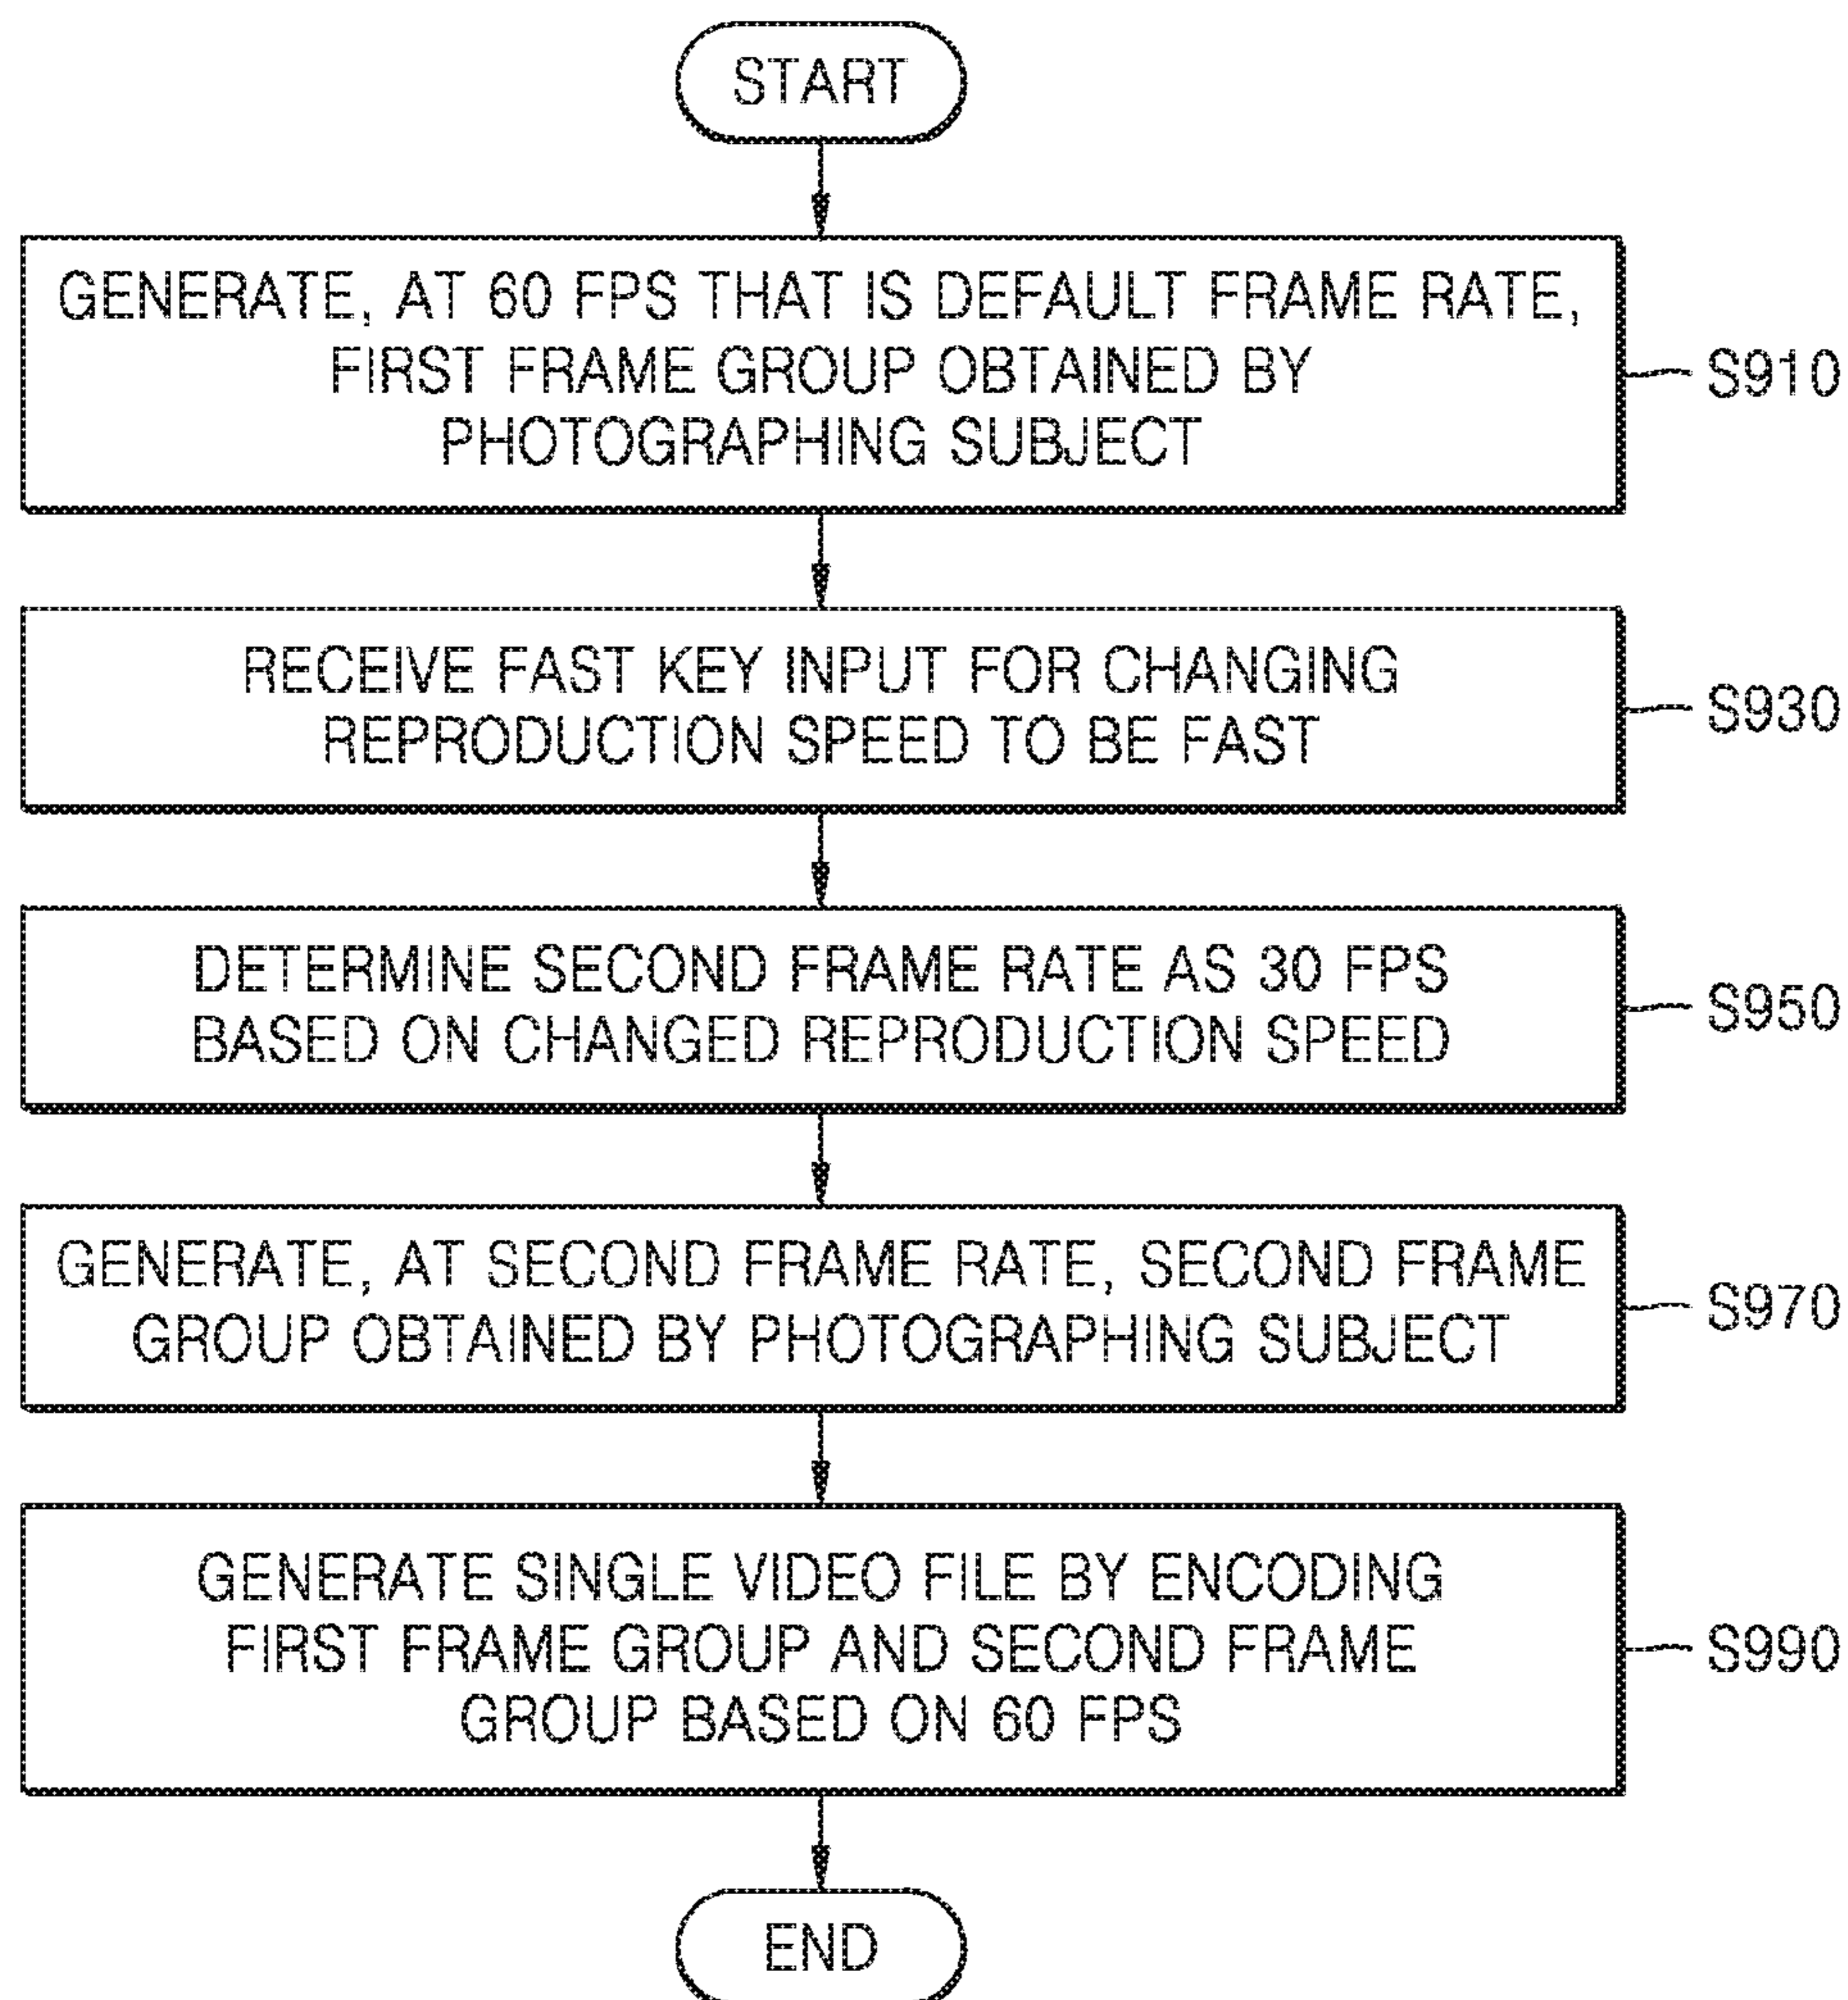 START
GENERATE, AT 60 FPS THAT IS DEFAULT FRAME RATE,
FIRST FRAME GROUP OBTAINED BY
PHOTOGRAPHING SUBJECT
S910
RECEIVE FAST KEY INPUT FOR CHANGING
REPRODUCTION SPEED TO BE FAST
S930
DETERMINE SECOND FRAME RATE AS 30 FPS
BASED ON CHANGED REPRODUCTION SPEED
S950
GENERATE, AT SECOND FRAME RATE, SECOND FRAME
GROUP OBTAINED BY PHOTOGRAPHING SUBJECT
S970
GENERATE SINGLE VIDEO FILE BY ENCODING
FIRST FRAME GROUP AND SECOND FRAME
GROUP BASED ON 60 FPS
S990
END